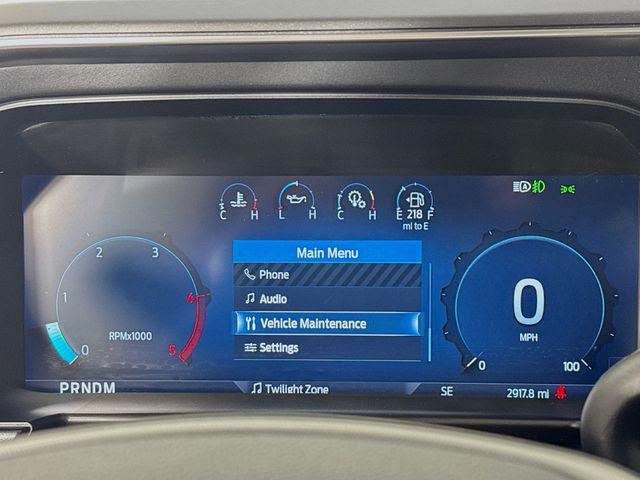 C H L H C H E F
218
mi to E
A
Main Menu
Phone
Audio
Vehicle Maintenance
Settings
0 1 2 3 4 5
RPMx1000
0
MPH
0 100
PRNDM
Twilight Zone
SE
2917.8 mi